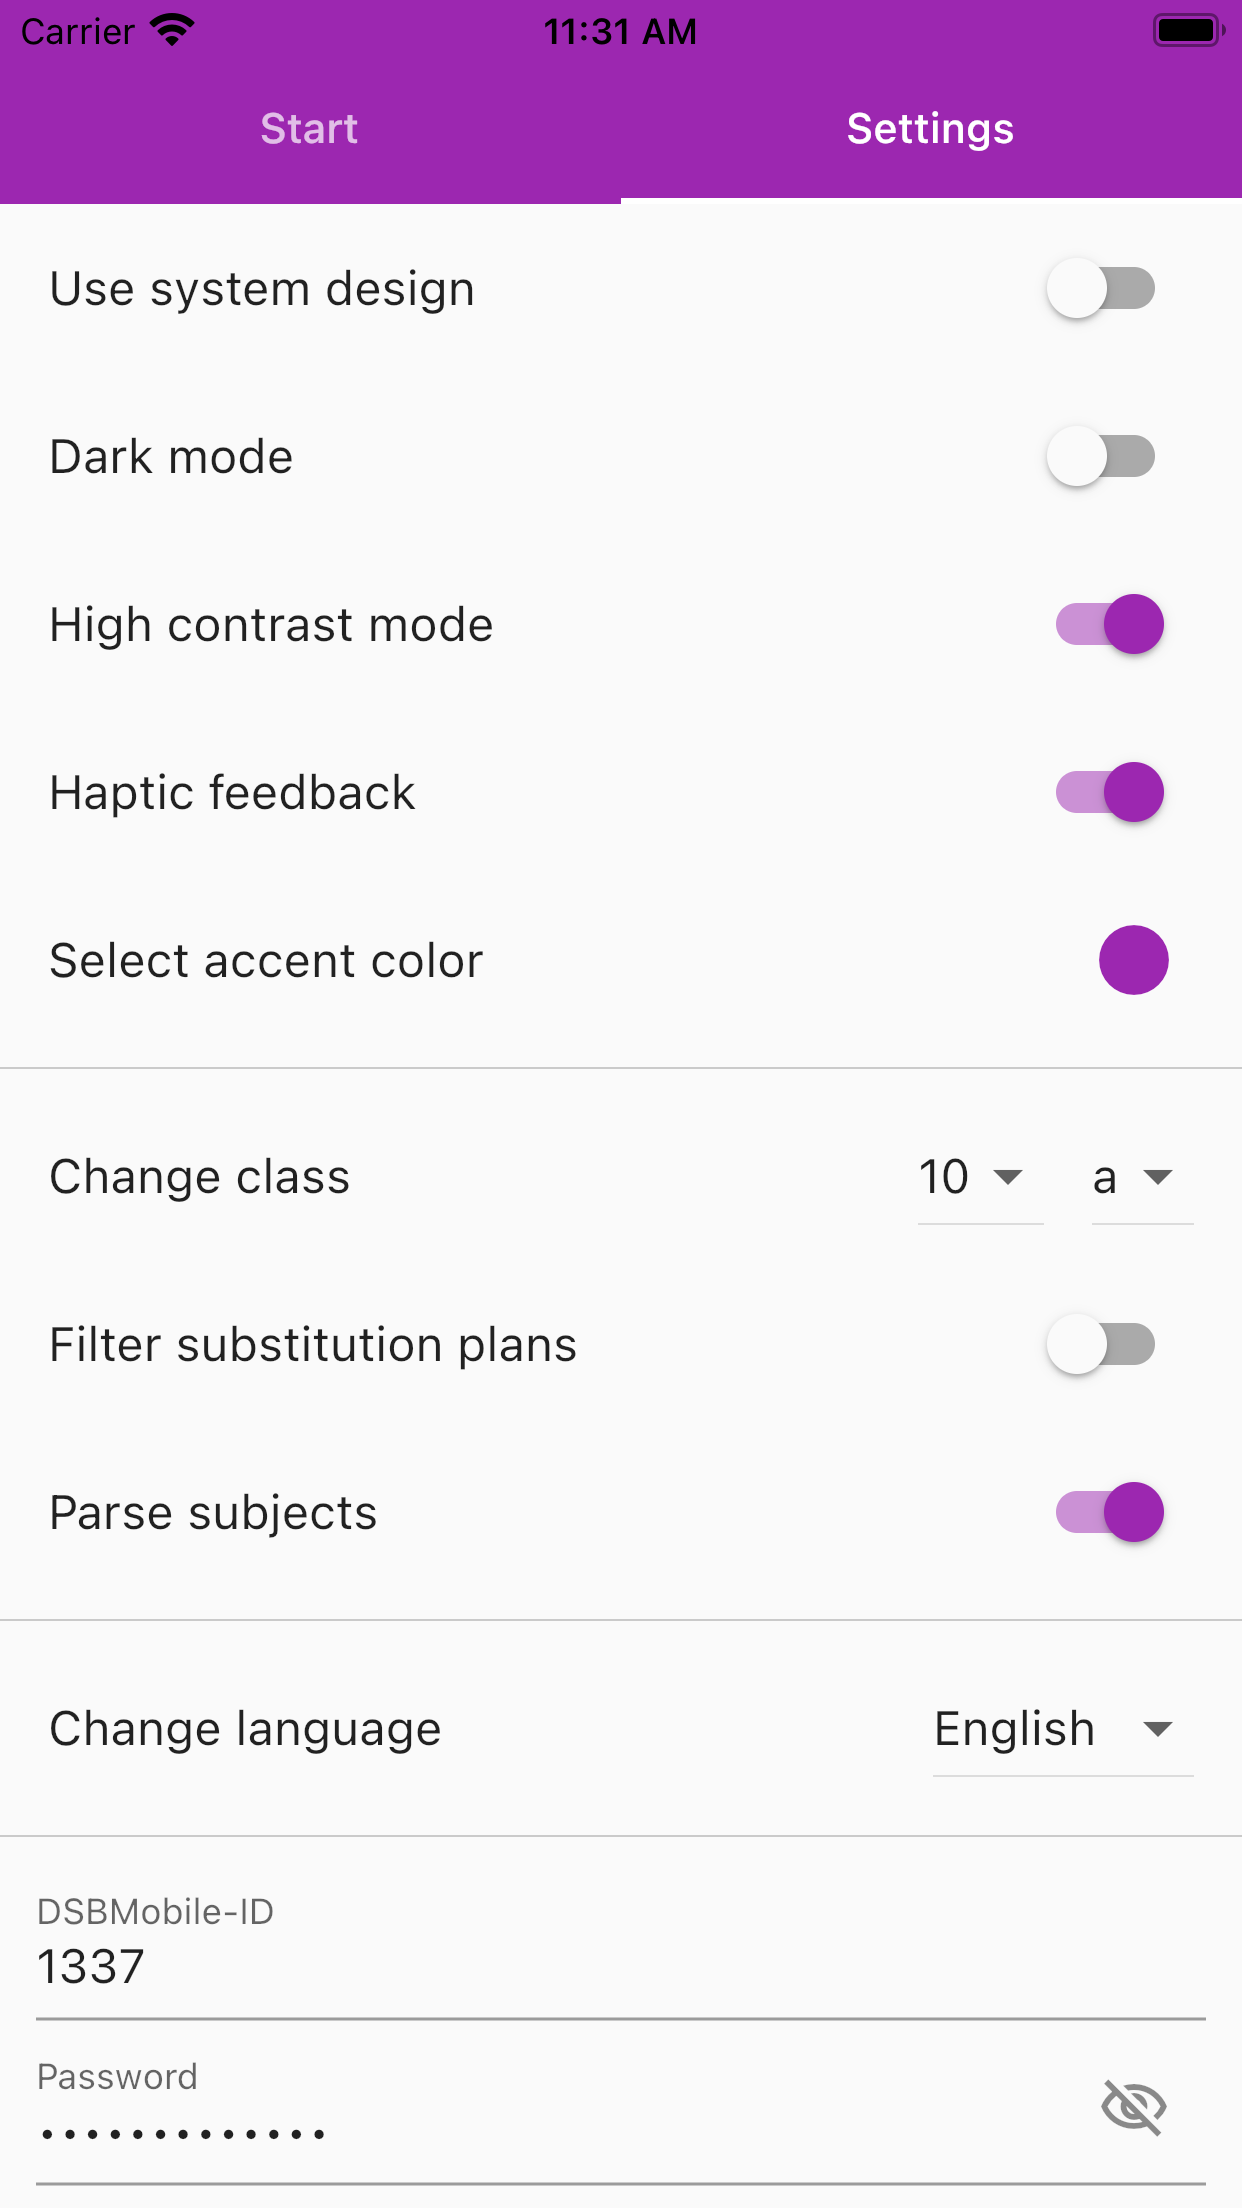 Carrier 11:31 AM
Start Settings
Use system design
Dark mode
High contrast mode
Haptic feedback
Select accent color
Change class 10 a
Filter substitution plans
Parse subjects
Change language English
DSBMobile-ID
1337
Password
•••••••••••••